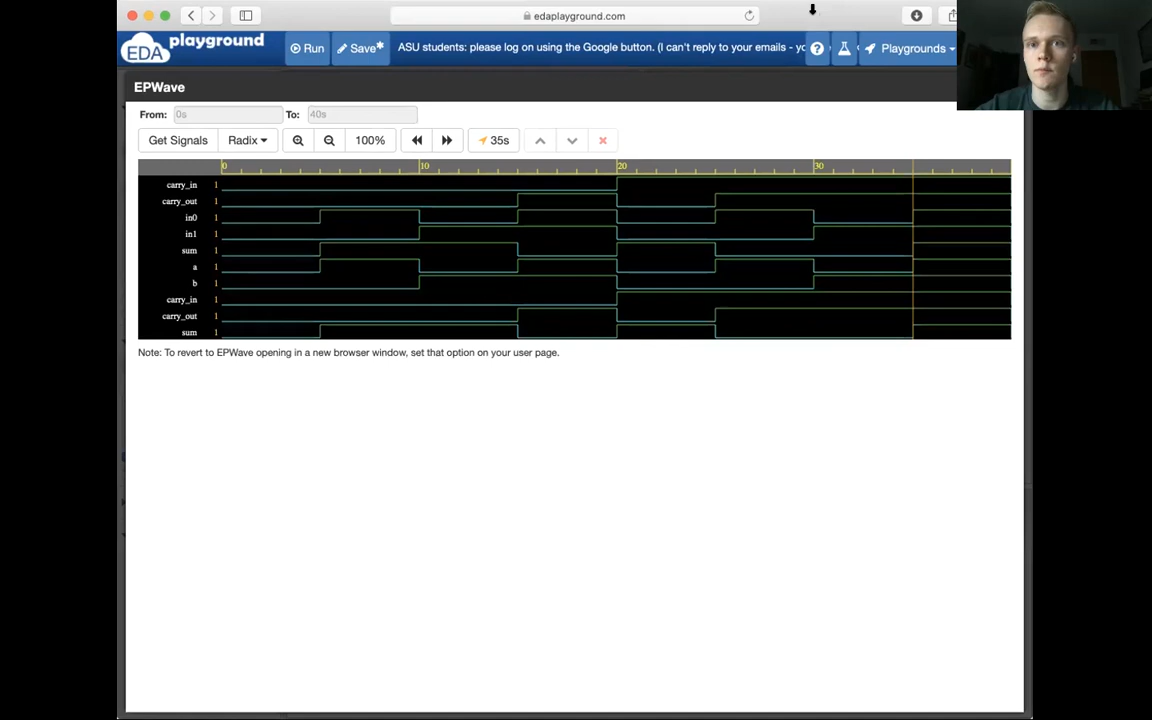 edaplayground.com
EDA playground
Run
Save*
ASU students: please log on using the Google button. (I can't reply to your emails - yo
?
Playgrounds
EPWave
From: 0s To: 40s
Get Signals Radix 100% 35s
0 10 20 30
carry_in 1
carry_out 1
in0 1
in1 1
sum 1
a 1
b 1
carry_in 1
carry_out 1
sum 1
Note: To revert to EPWave opening in a new browser window, set that option on your user page.